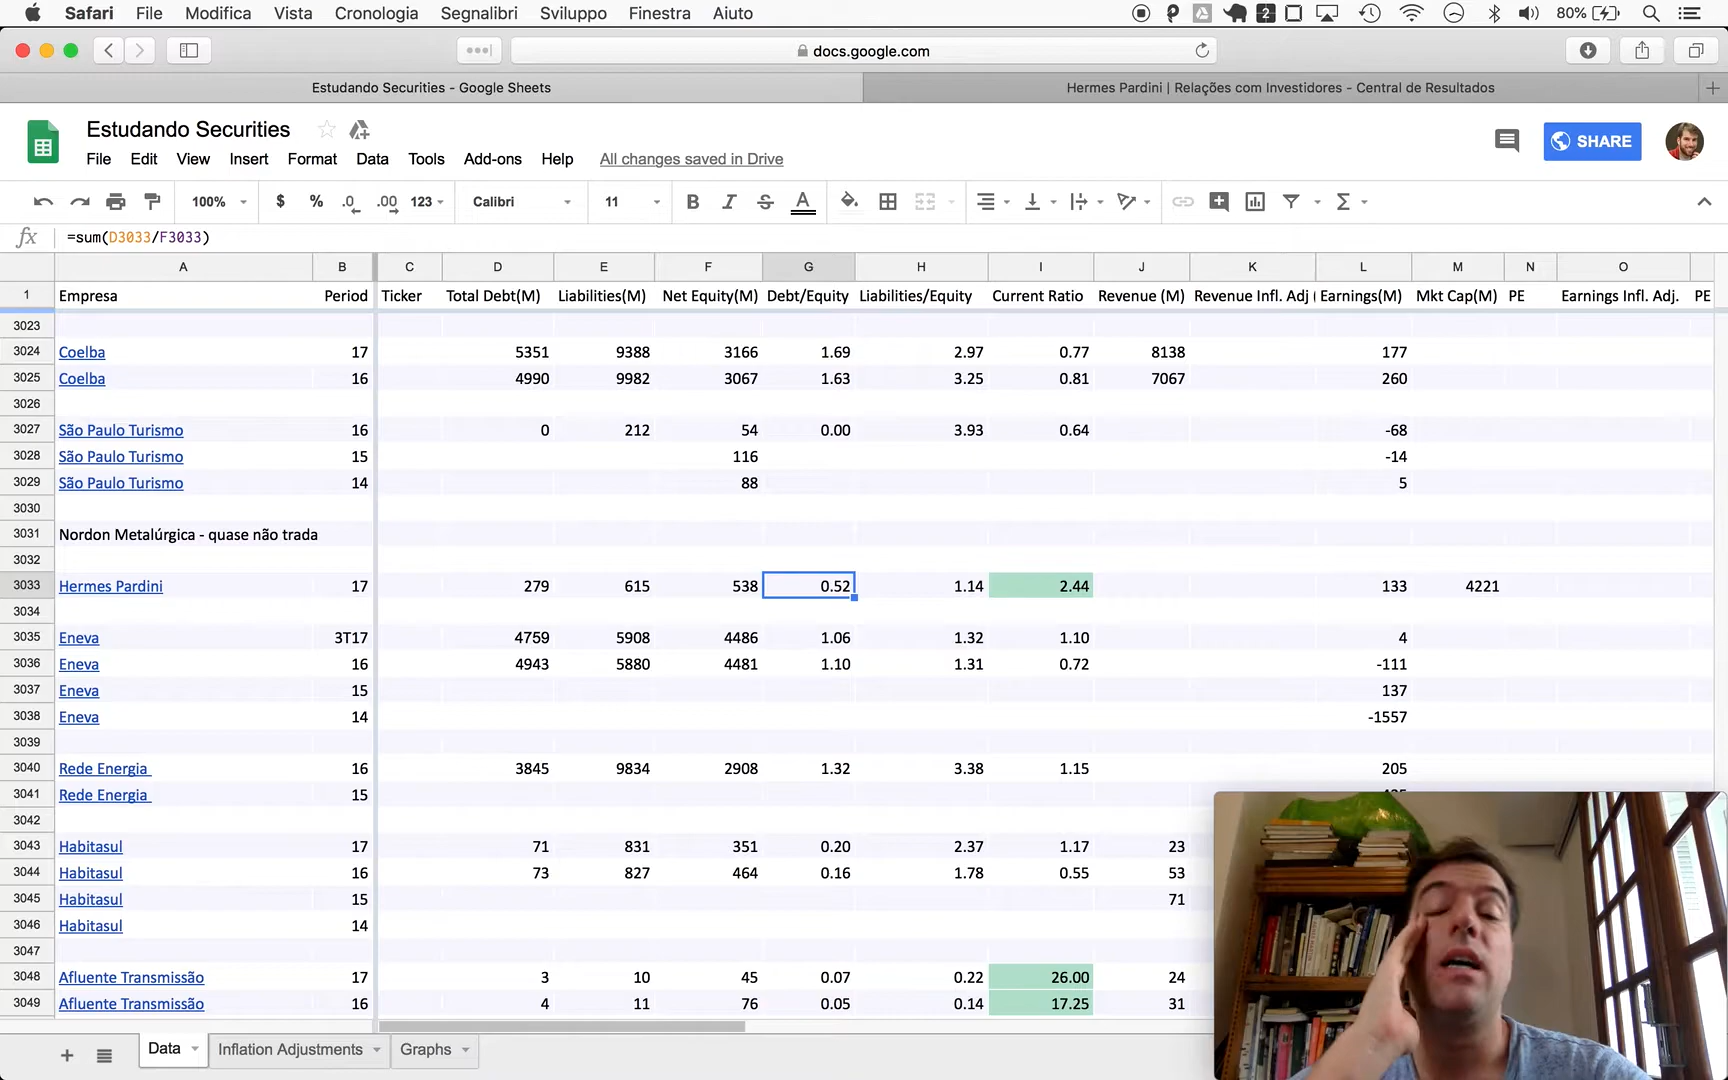 Safari File Modifica Vista Cronologia Segnalibri Sviluppo Finestra Aiuto 2 80%
docs.google.com
Estudando Securities - Google Sheets Hermes Pardini | Relações com Investidores - Central de Resultados
Estudando Securities
SHARE
File Edit View Insert Format Data Tools Add-ons Help All changes saved in Drive
100% $ % .0 .00 123 Calibri 11 B I S A
fx =sum(D3033/F3033)
A B C D E F G H I J K L M N O
1 Empresa Period Ticker Total Debt(M) Liabilities(M) Net Equity(M) Debt/Equity Liabilities/Equity Current Ratio Revenue (M) Revenue Infl. Adj ( Earnings(M) Mkt Cap(M) PE Earnings Infl. Adj. PE
3023
3024 Coelba 17 5351 9388 3166 1.69 2.97 0.77 8138 177
3025 Coelba 16 4990 9982 3067 1.63 3.25 0.81 7067 260
3026
3027 São Paulo Turismo 16 0 212 54 0.00 3.93 0.64 -68
3028 São Paulo Turismo 15 116 -14
3029 São Paulo Turismo 14 88 5
3030
3031 Nordon Metalúrgica - quase não trada
3032
3033 Hermes Pardini 17 279 615 538 0.52 1.14 2.44 133 4221
3034
3035 Eneva 3T17 4759 5908 4486 1.06 1.32 1.10 4
3036 Eneva 16 4943 5880 4481 1.10 1.31 0.72 -111
3037 Eneva 15 137
3038 Eneva 14 -1557
3039
3040 Rede Energia 16 3845 9834 2908 1.32 3.38 1.15 205
3041 Rede Energia 15
3042
3043 Habitasul 17 71 831 351 0.20 2.37 1.17 23
3044 Habitasul 16 73 827 464 0.16 1.78 0.55 53
3045 Habitasul 15 71
3046 Habitasul 14
3047
3048 Afluente Transmissão 17 3 10 45 0.07 0.22 26.00 24
3049 Afluente Transmissão 16 4 11 76 0.05 0.14 17.25 31
Data Inflation Adjustments Graphs